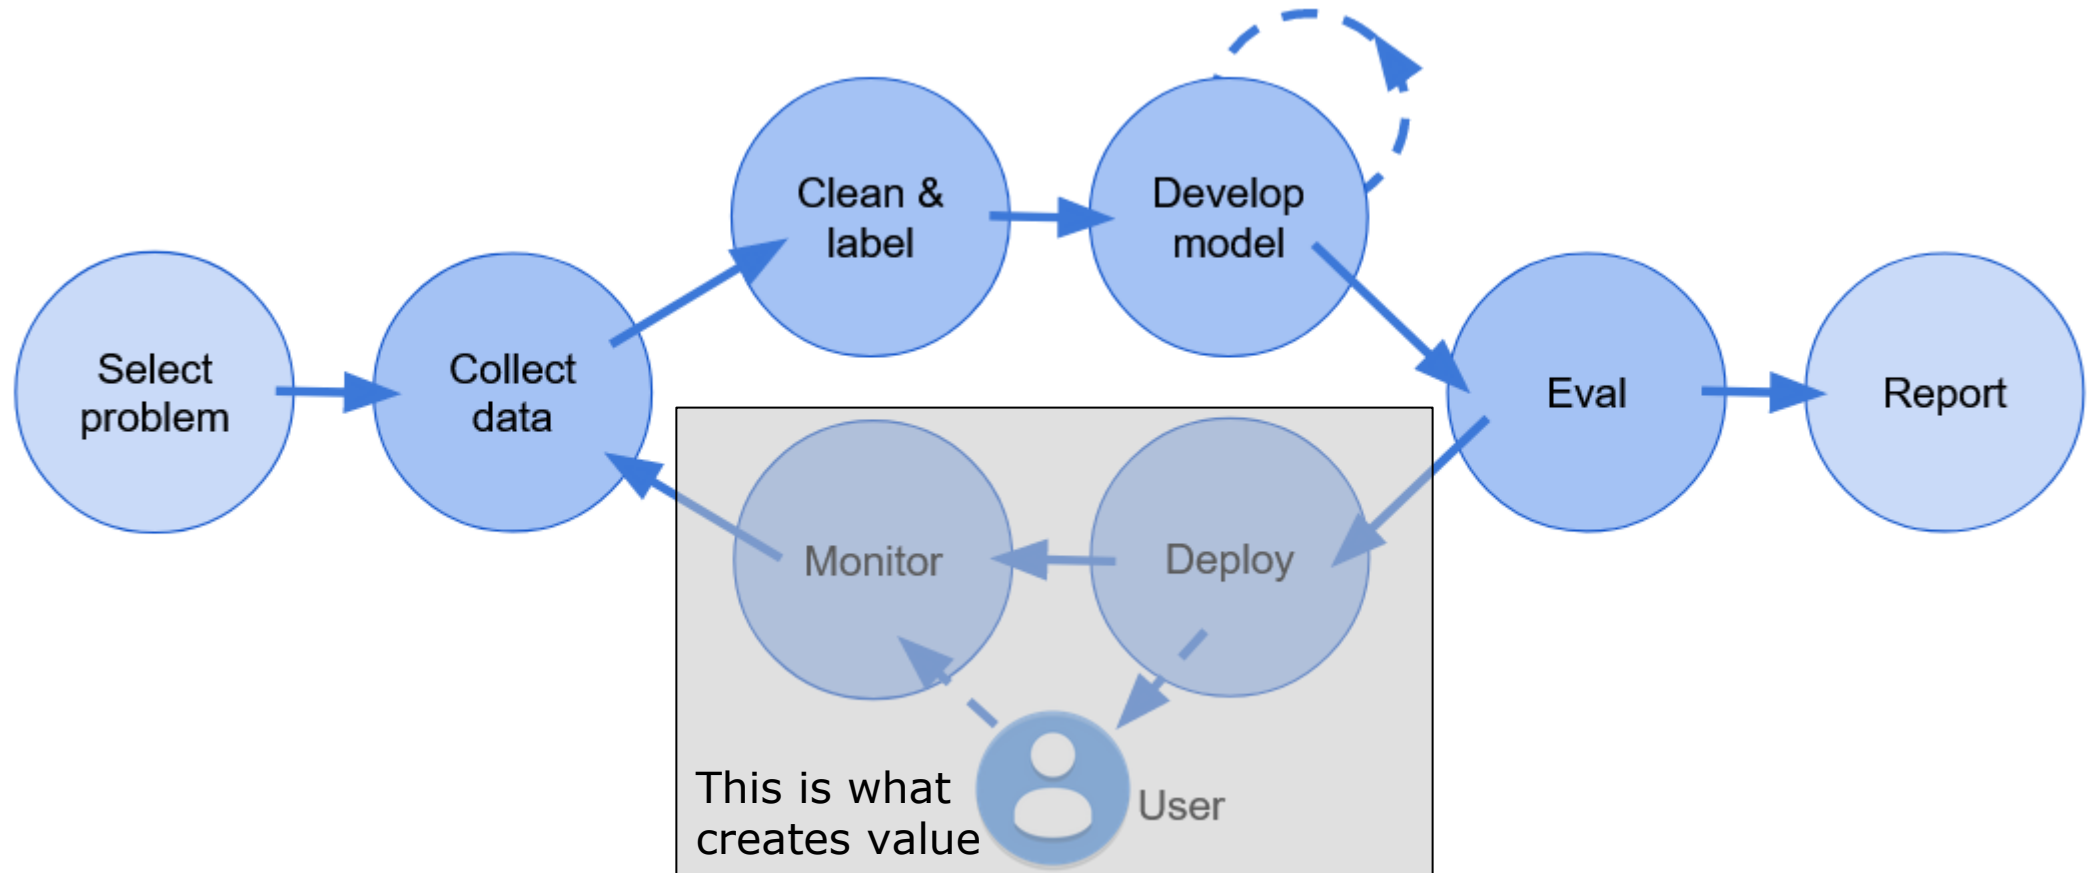 Select
problem
Collect
data
Clean &
label
Develop
model
Eval
Report
Deploy
Monitor
User
This is what
creates value